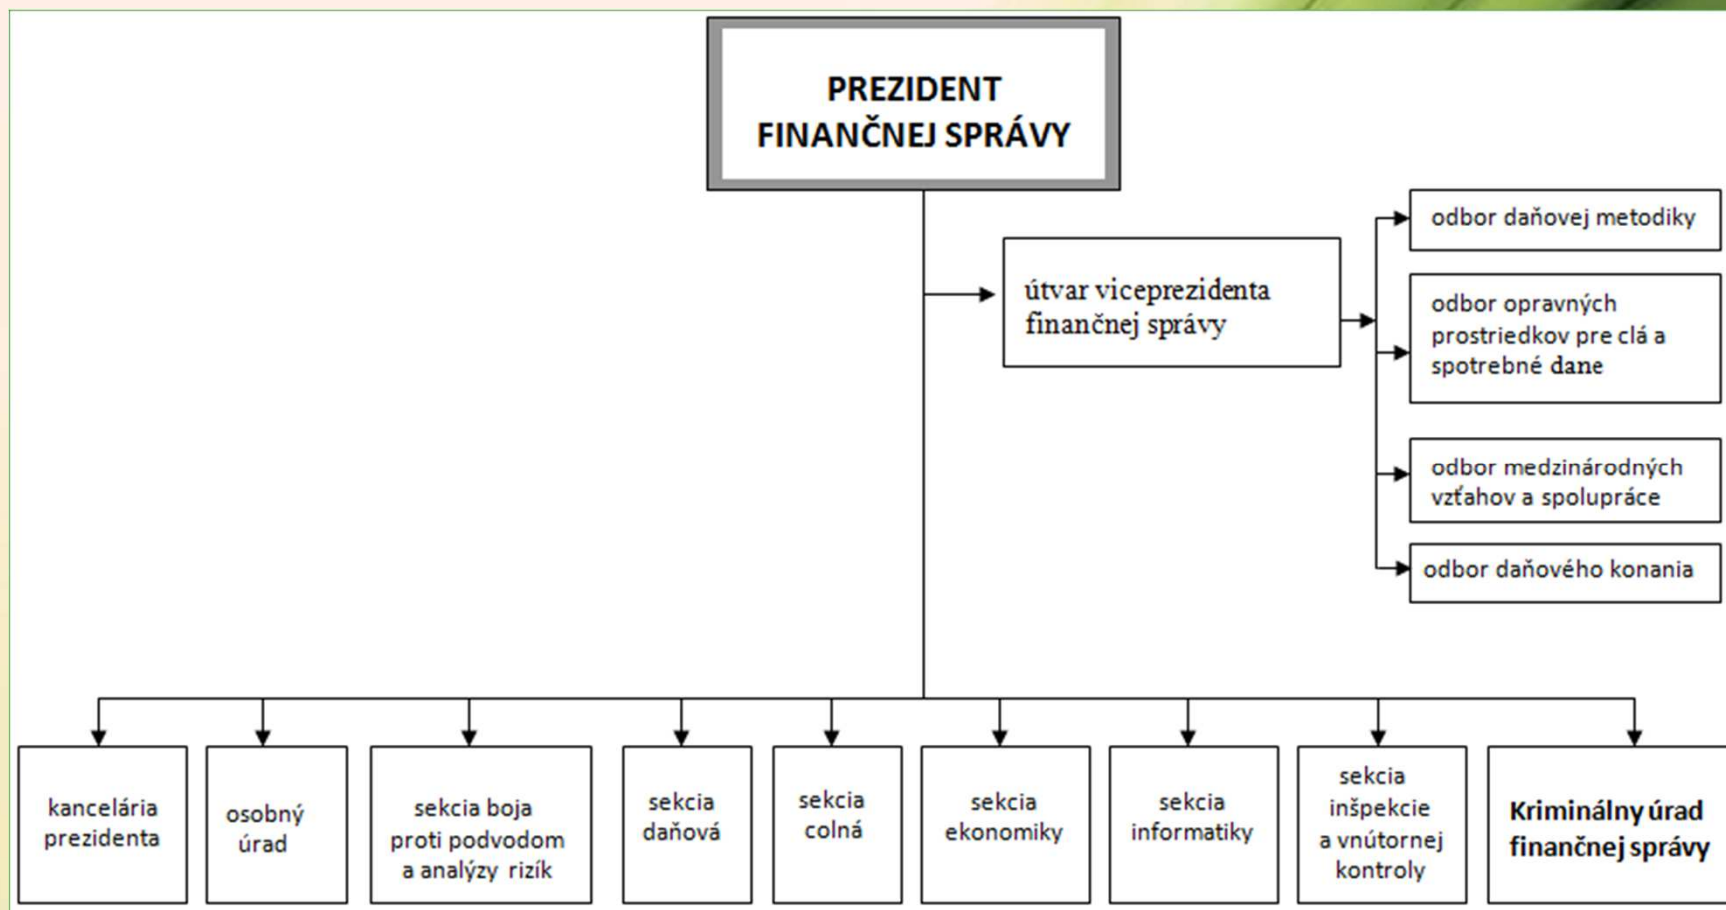 PREZIDENT
FINANČNEJ SPRÁVY
útvar viceprezidenta
finančnej správy
odbor daňovej metodiky
odbor opravných
prostriedkov pre clá a
spotrebné dane
odbor medzinárodných
vzťahov a spolupráce
odbor daňového konania
kancelária
prezidenta
osobný
úrad
sekcia boja
proti podvodom
a analýzy rizík
sekcia
daňová
sekcia
colná
sekcia
ekonomiky
sekcia
informatiky
sekcia
inšpekcie
a vnútornej
kontroly
Kriminálny úrad
finančnej správy